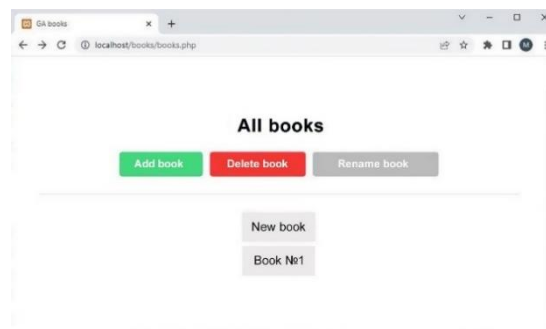 GA books
localhost/books/books.php
M
All books
Add book Delete book Rename book
New book
Book №1